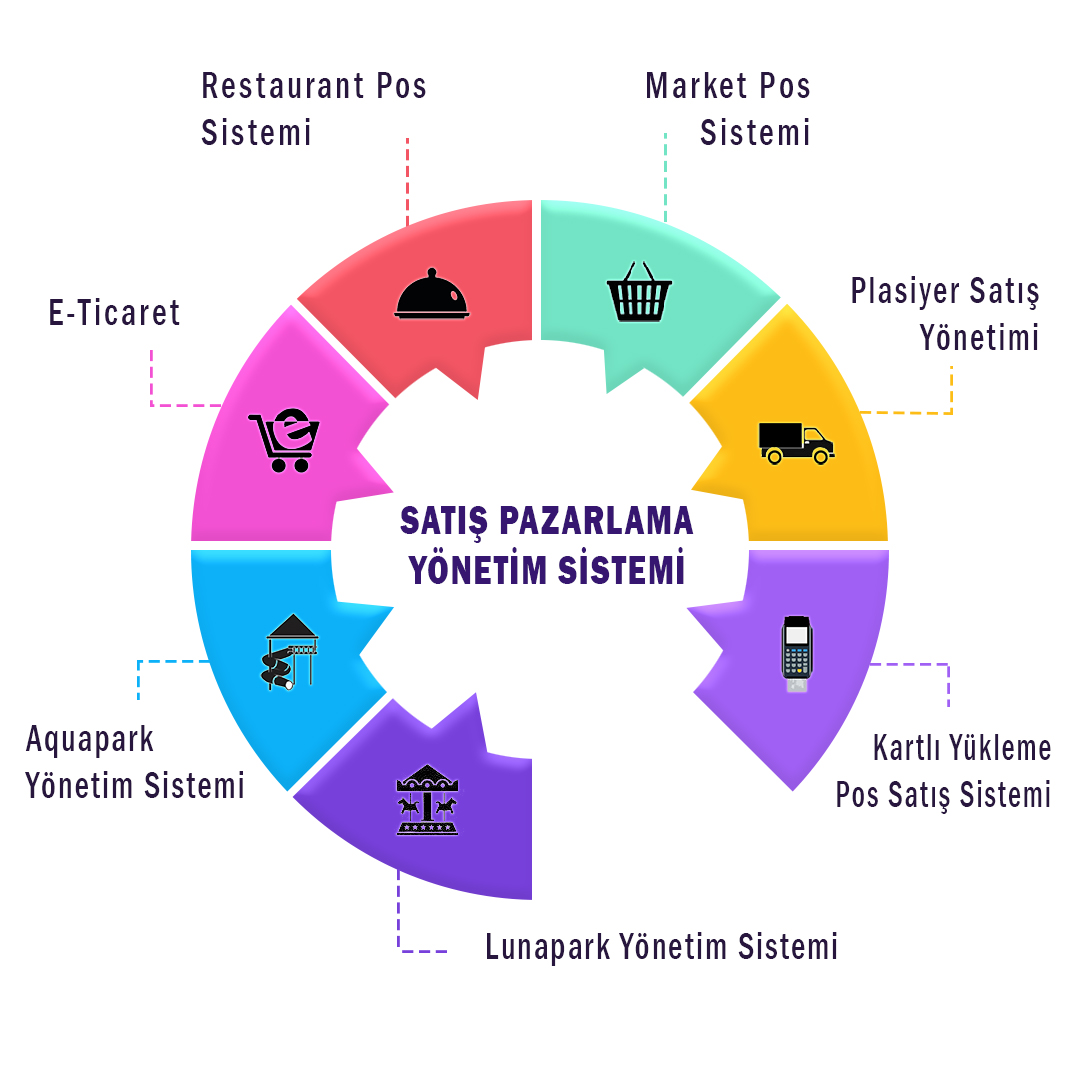 Restaurant Pos
Sistemi
Market Pos
Sistemi
E-Ticaret
Plasiyer Satış
Yönetimi
SATIŞ PAZARLAMA
YÖNETİM SİSTEMİ
Aquapark
Yönetim Sistemi
Kartlı Yükleme
Pos Satış Sistemi
Lunapark Yönetim Sistemi